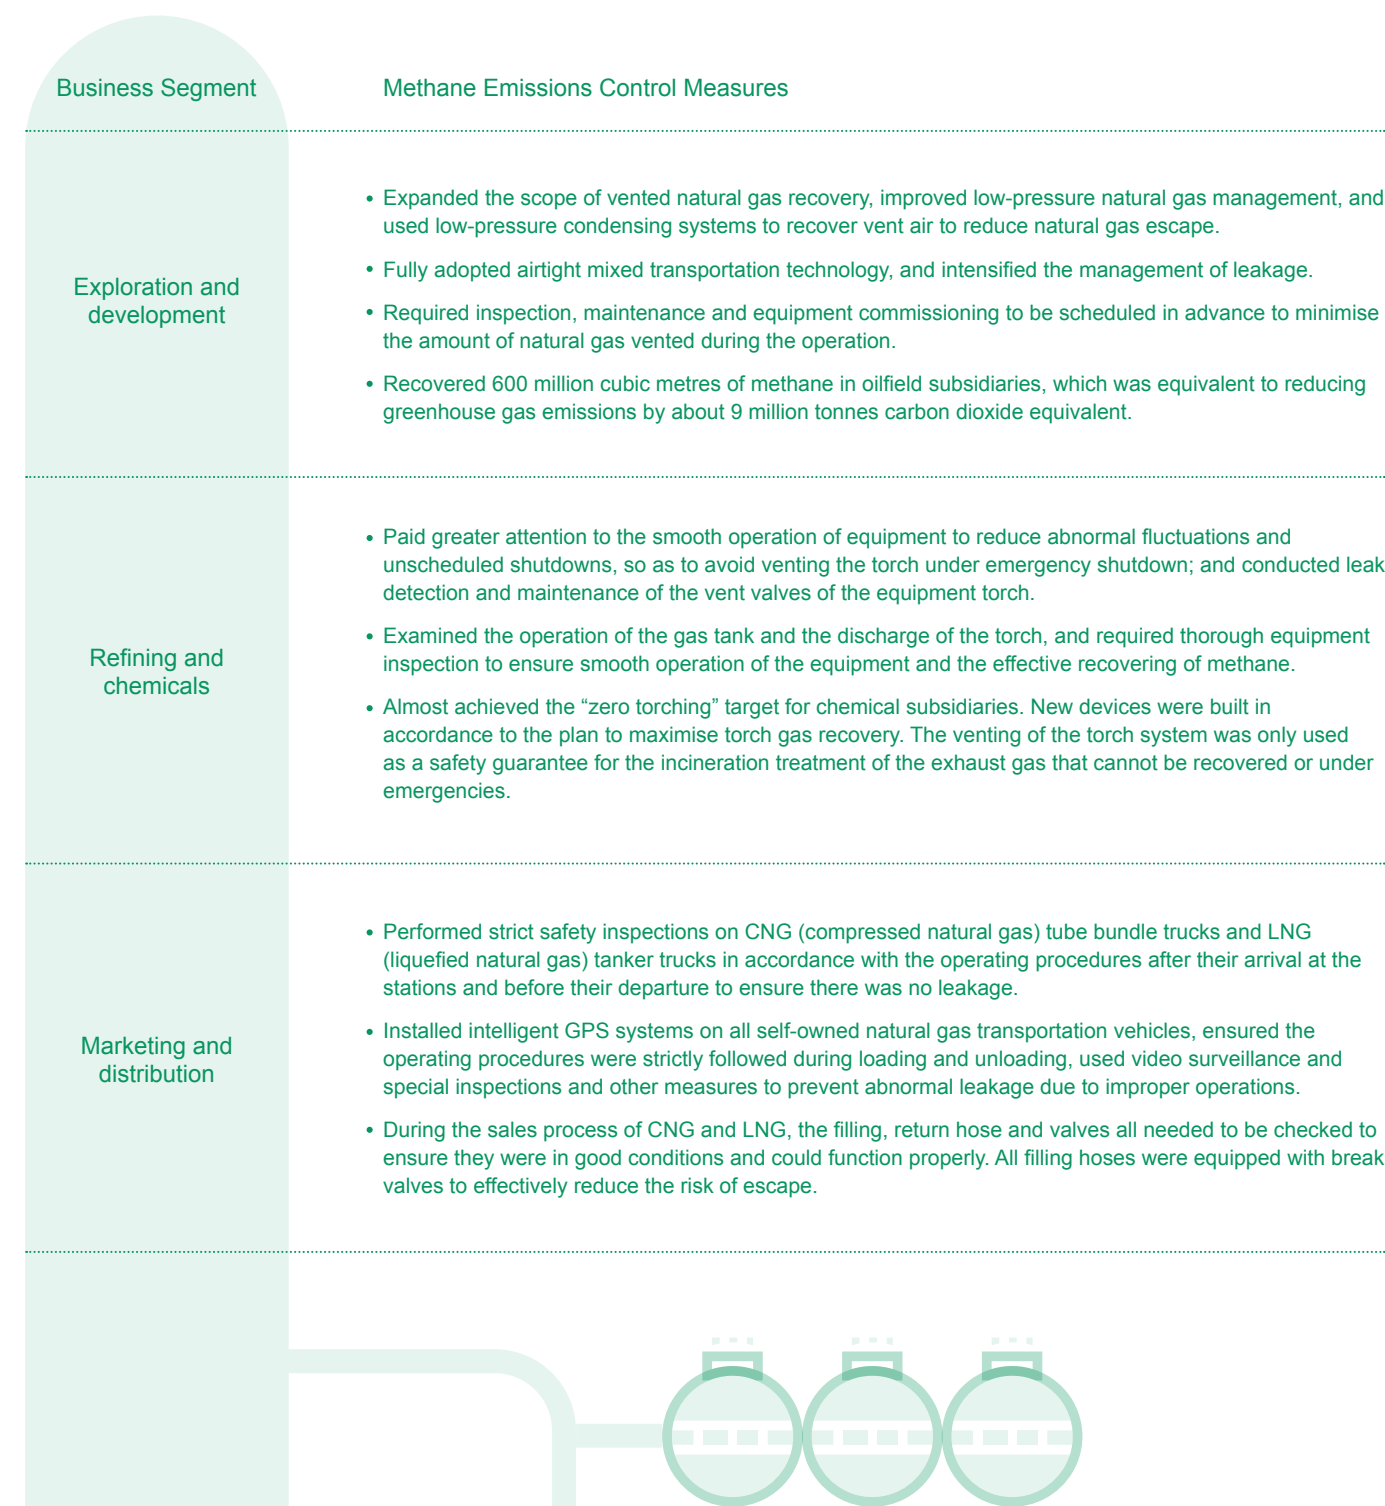 Business Segment
Methane Emissions Control Measures
Exploration and
development
• Expanded the scope of vented natural gas recovery, improved low-pressure natural gas management, and
used low-pressure condensing systems to recover vent air to reduce natural gas escape.
• Fully adopted airtight mixed transportation technology, and intensified the management of leakage.
• Required inspection, maintenance and equipment commissioning to be scheduled in advance to minimise
the amount of natural gas vented during the operation.
• Recovered 600 million cubic metres of methane in oilfield subsidiaries, which was equivalent to reducing
greenhouse gas emissions by about 9 million tonnes carbon dioxide equivalent.
Refining and
chemicals
• Paid greater attention to the smooth operation of equipment to reduce abnormal fluctuations and
unscheduled shutdowns, so as to avoid venting the torch under emergency shutdown; and conducted leak
detection and maintenance of the vent valves of the equipment torch.
• Examined the operation of the gas tank and the discharge of the torch, and required thorough equipment
inspection to ensure smooth operation of the equipment and the effective recovering of methane.
• Almost achieved the “zero torching” target for chemical subsidiaries. New devices were built in
accordance to the plan to maximise torch gas recovery. The venting of the torch system was only used
as a safety guarantee for the incineration treatment of the exhaust gas that cannot be recovered or under
emergencies.
Marketing and
distribution
• Performed strict safety inspections on CNG (compressed natural gas) tube bundle trucks and LNG
(liquefied natural gas) tanker trucks in accordance with the operating procedures after their arrival at the
stations and before their departure to ensure there was no leakage.
• Installed intelligent GPS systems on all self-owned natural gas transportation vehicles, ensured the
operating procedures were strictly followed during loading and unloading, used video surveillance and
special inspections and other measures to prevent abnormal leakage due to improper operations.
• During the sales process of CNG and LNG, the filling, return hose and valves all needed to be checked to
ensure they were in good conditions and could function properly. All filling hoses were equipped with break
valves to effectively reduce the risk of escape.